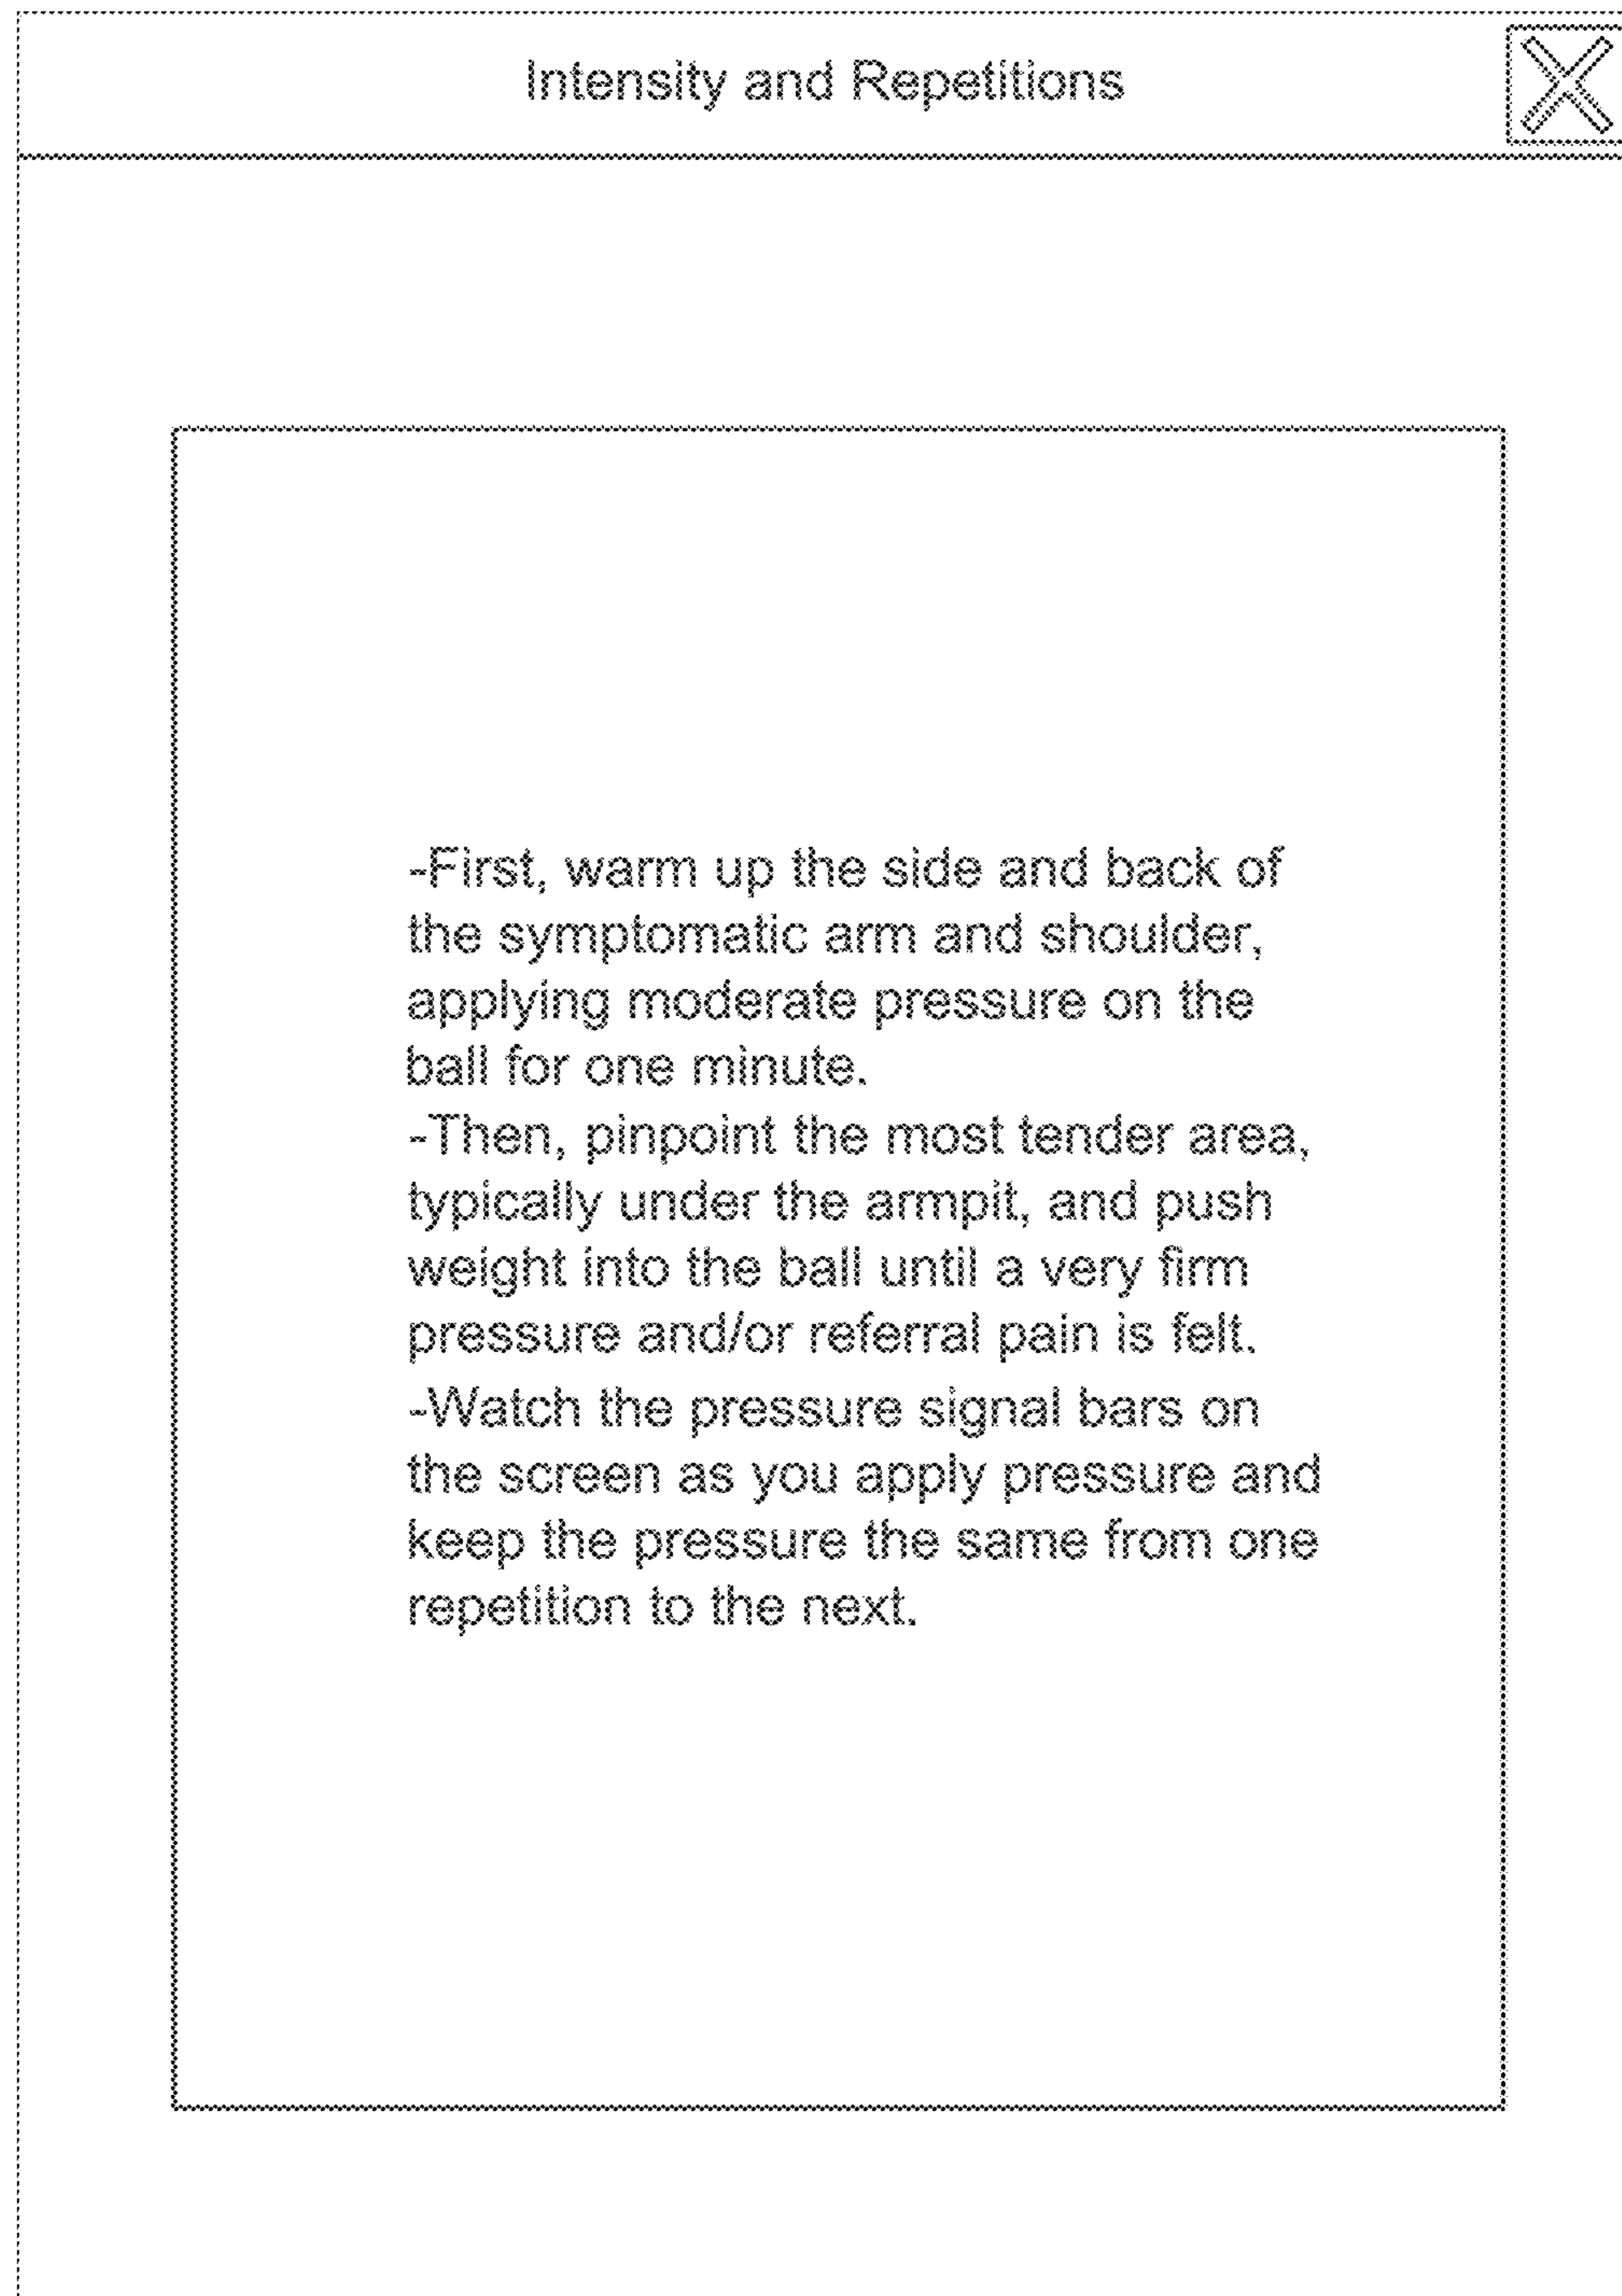 Intensity and Repetitions
-First, warm up the side and back of
the symptomatic arm and shoulder,
applying moderate pressure on the
ball for one minute.
-Then, pinpoint the most tender area,
typically under the armpit, and push
weight into the ball until a very firm
pressure and/or referral pain is felt.
-Watch the pressure signal bars on
the screen as you apply pressure and
keep the pressure the same from one
repetition to the next.